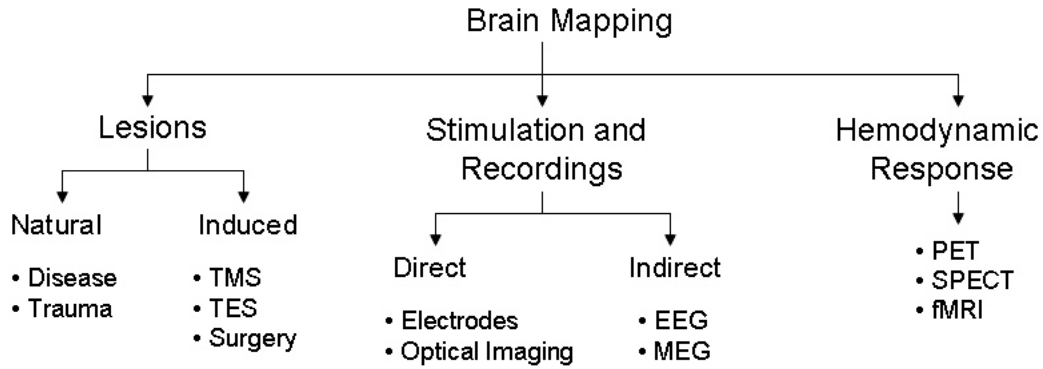 Brain Mapping
Lesions
Natural
• Disease
• Trauma
Induced
• TMS
• TES
• Surgery
Stimulation and
Recordings
Direct
• Electrodes
• Optical Imaging
Indirect
• EEG
• MEG
Hemodynamic
Response
• PET
• SPECT
• fMRI